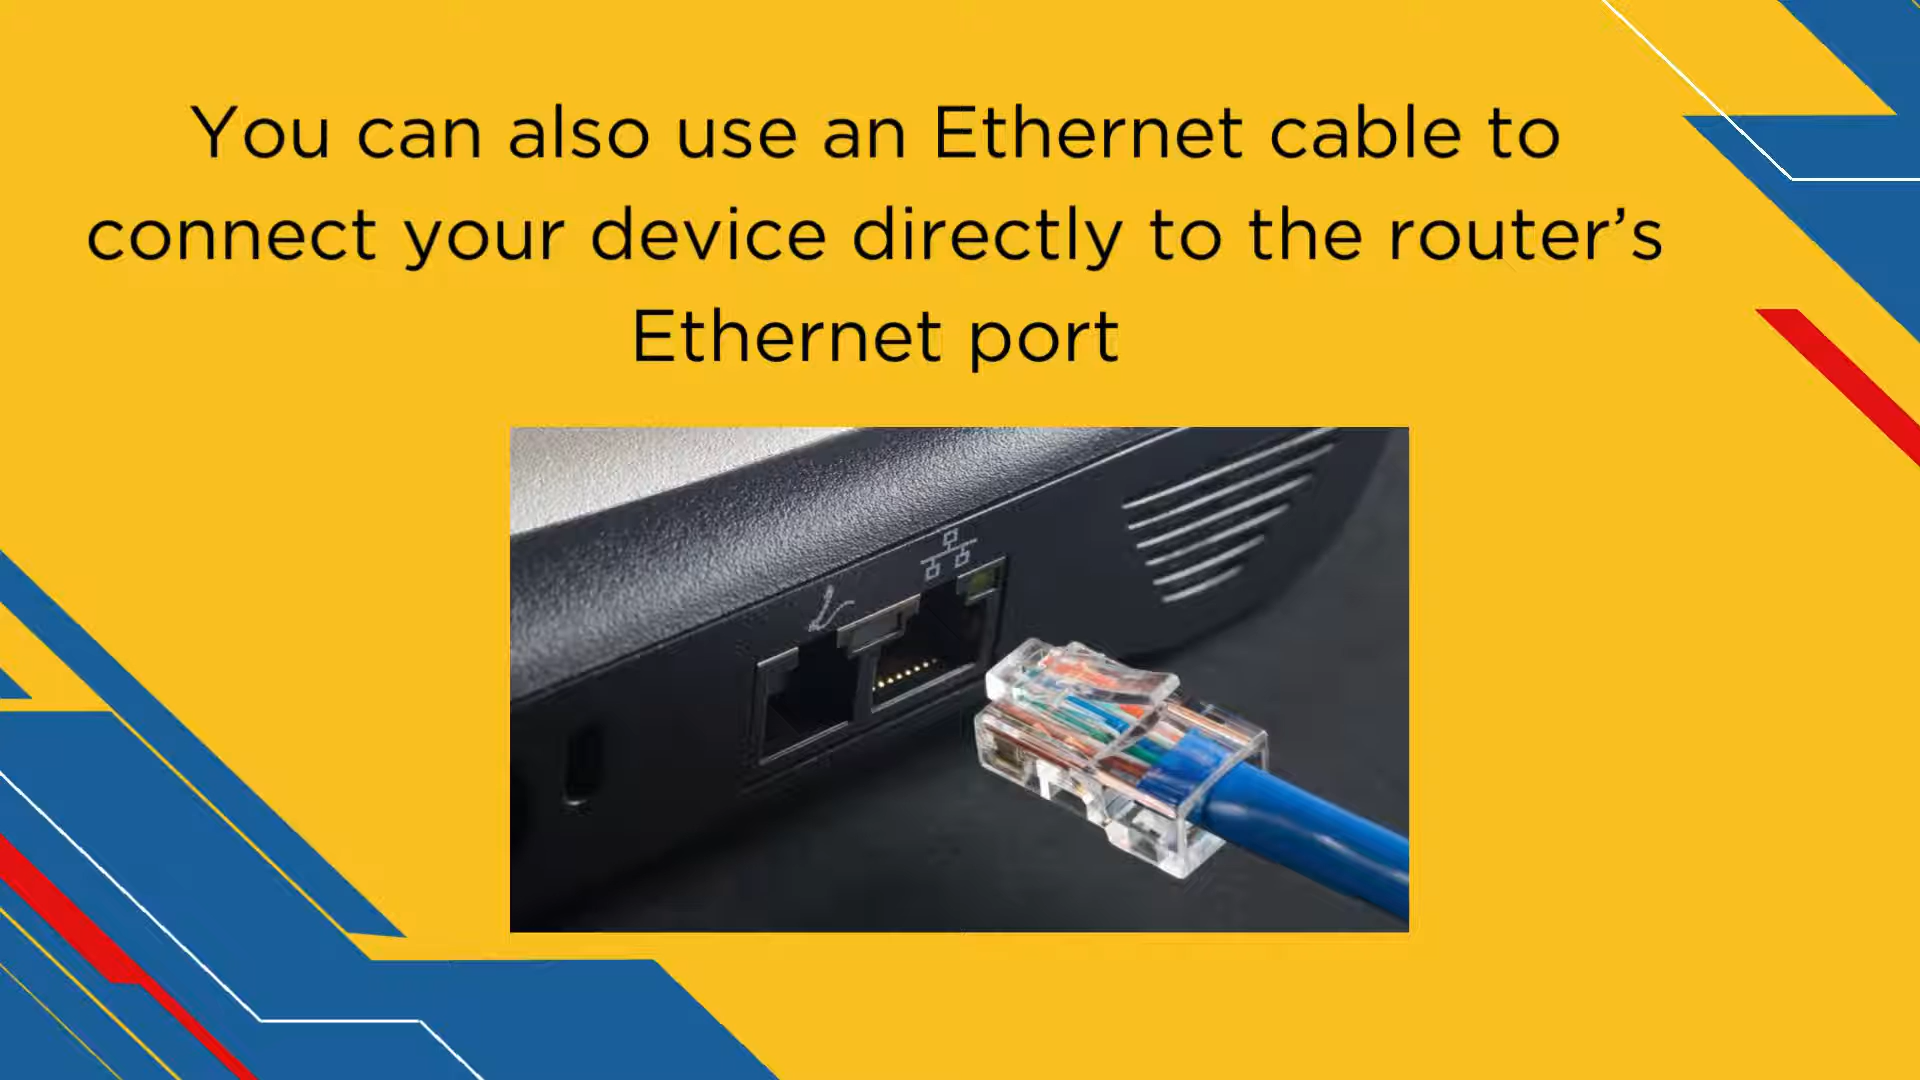 You can also use an Ethernet cable to
connect your device directly to the router’s
Ethernet port